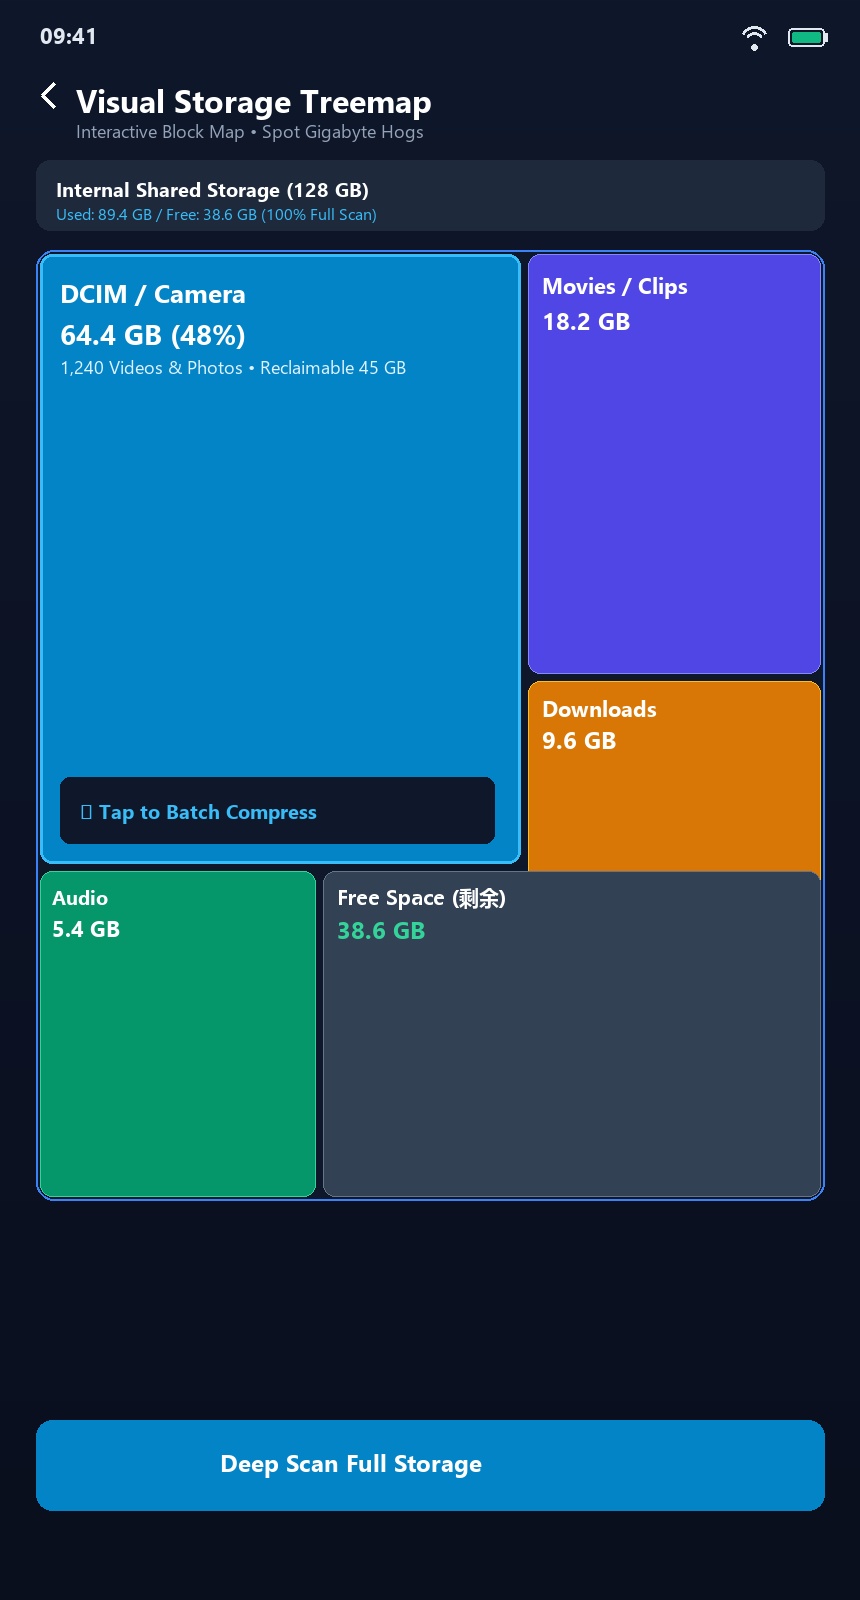 09:41
Visual Storage Treemap
Interactive Block Map • Spot Gigabyte Hogs
Internal Shared Storage (128 GB)
Used: 89.4 GB / Free: 38.6 GB (100% Full Scan)
DCIM / Camera
64.4 GB (48%)
1,240 Videos & Photos • Reclaimable 45 GB
Movies / Clips
18.2 GB
Downloads
9.6 GB
Tap to Batch Compress
Audio
5.4 GB
Free Space (剩余)
38.6 GB
Deep Scan Full Storage